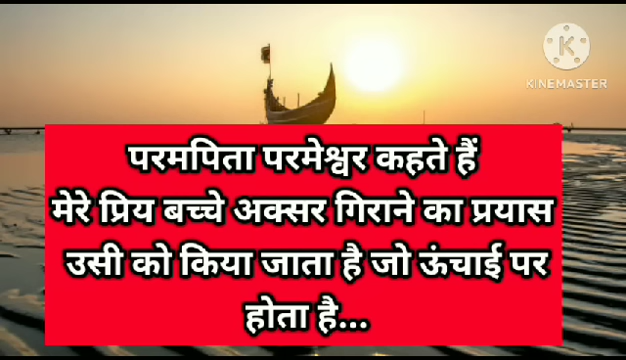 KINEMASTER
परमपिता परमेश्वर कहते हैं
मेरे प्रिय बच्चे अक्सर गिराने का प्रयास
उसी को किया जाता है जो ऊंचाई पर
होता है...